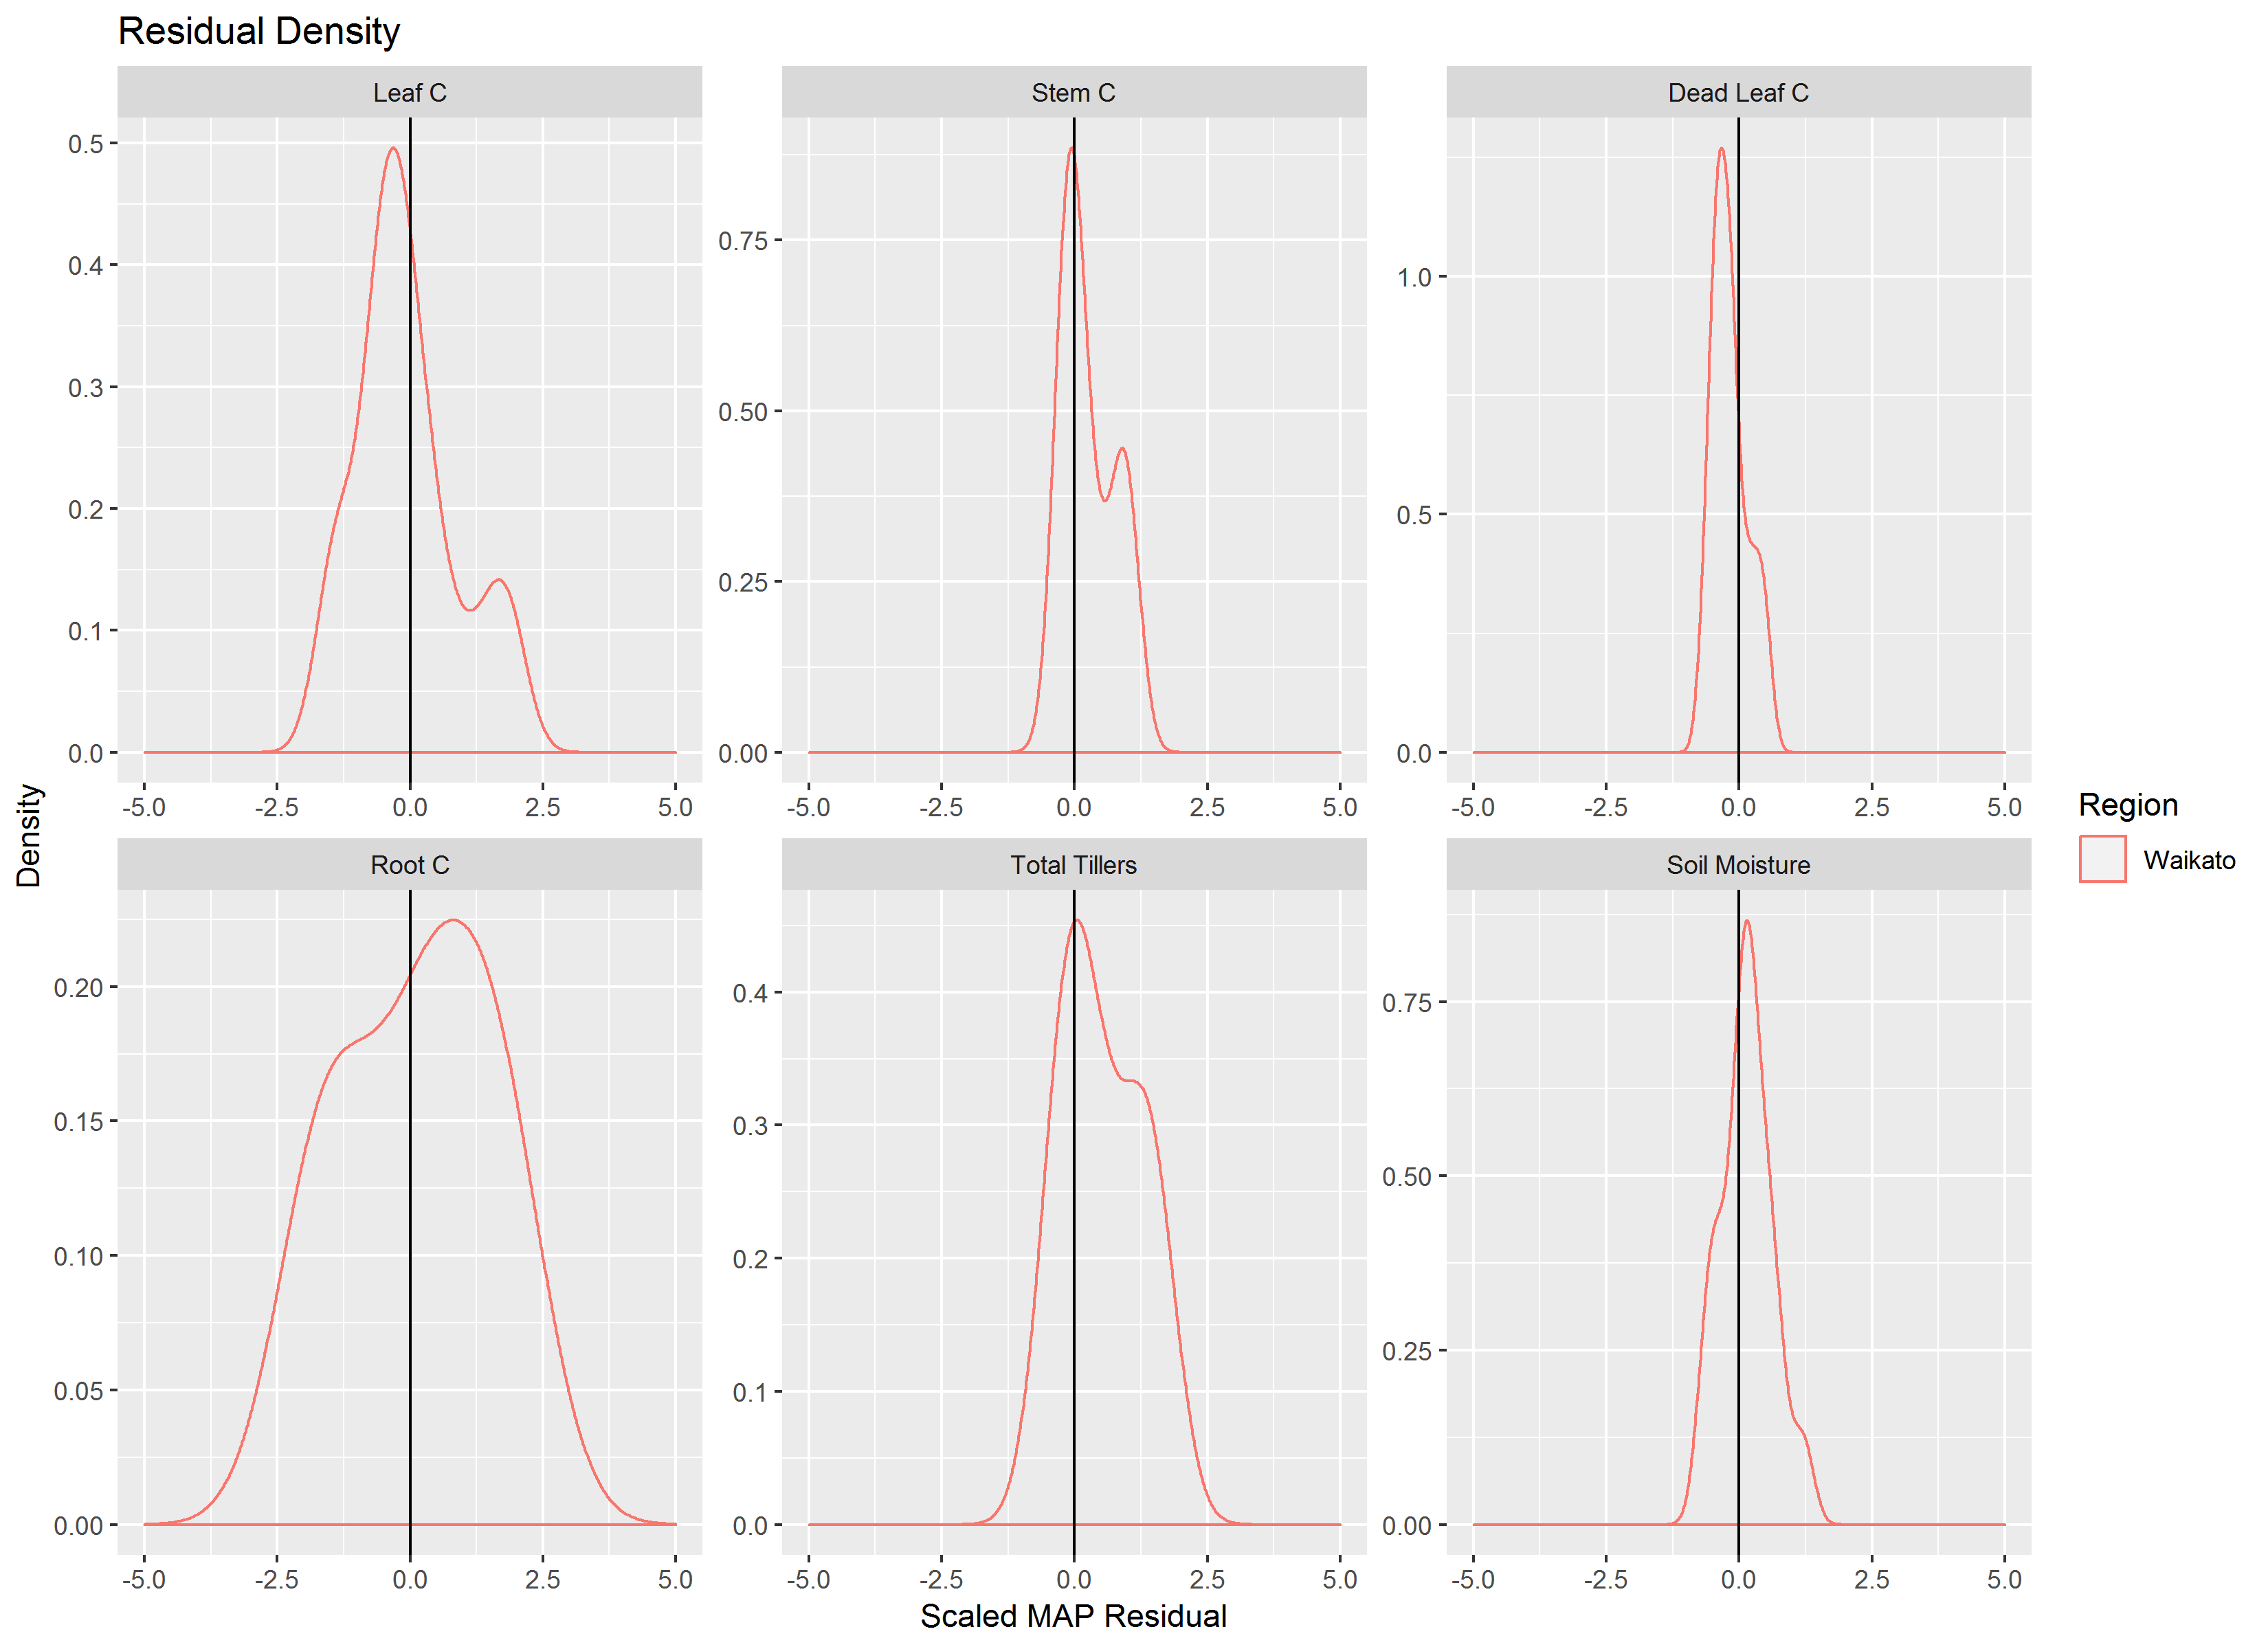 Residual Density
Leaf C
Stem C
Dead Leaf C
0.5
0.4
0.3
0.2
0.1
0.0
0.75
0.50
0.25
0.00
1.0
0.5
0.0
-5.0 -2.5 0.0 2.5 5.0
-5.0 -2.5 0.0 2.5 5.0
-5.0 -2.5 0.0 2.5 5.0
Density
Root C
Total Tillers
Soil Moisture
0.20
0.15
0.10
0.05
0.00
0.4
0.3
0.2
0.1
0.0
0.75
0.50
0.25
0.00
-5.0 -2.5 0.0 2.5 5.0
-5.0 -2.5 0.0 2.5 5.0
-5.0 -2.5 0.0 2.5 5.0
Scaled MAP Residual
Region
Waikato